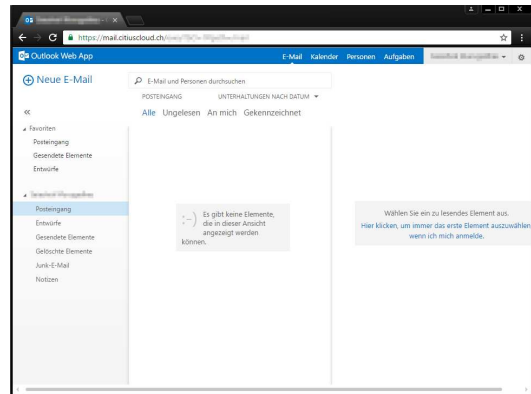 https://mail.citiuscloud.ch/
Outlook Web App
E-Mail Kalender Personen Aufgaben
Neue E-Mail
E-Mail und Personen durchsuchen
POSTEINGANG UNTERHALTUNGEN NACH DATUM
Alle Ungelesen An mich Gekennzeichnet
Favoriten
Posteingang
Gesendete Elemente
Entwürfe
Posteingang
Entwürfe
Gesendete Elemente
Gelöschte Elemente
Junk-E-Mail
Notizen
:-)
Es gibt keine Elemente,
die in dieser Ansicht
angezeigt werden
können.
Wählen Sie ein zu lesendes Element aus.
Hier klicken, um immer das erste Element auszuwählen,
wenn ich mich anmelde.